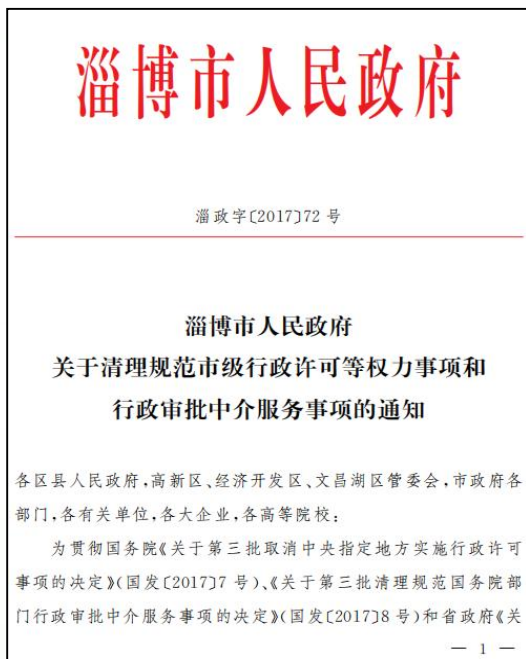 淄博市人民政府
淄政字〔2017〕72 号
淄博市人民政府
关于清理规范市级行政许可等权力事项和
行政审批中介服务事项的通知
各区县人民政府,高新区、经济开发区、文昌湖区管委会,市政府各
部门,各有关单位,各大企业,各高等院校:
为贯彻国务院《关于第三批取消中央指定地方实施行政许可
事项的决定》(国发〔2017〕7 号)、《关于第三批清理规范国务院部
门行政审批中介服务事项的决定》(国发〔2017〕8 号)和省政府《关
— 1 —